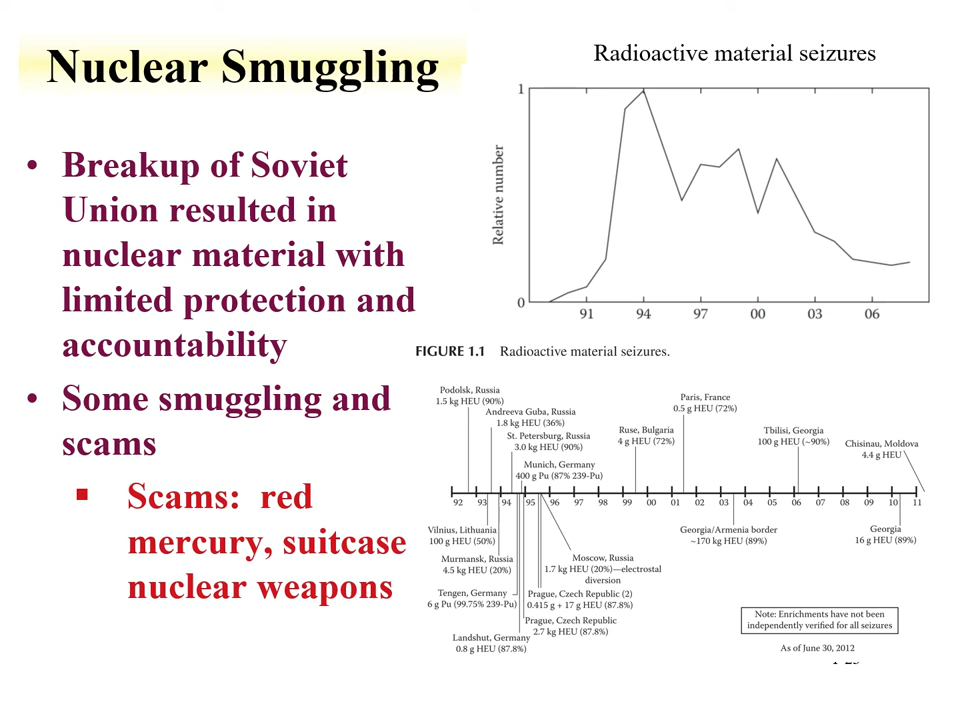 Nuclear Smuggling
• Breakup of Soviet
Union resulted in
nuclear material with
limited protection and
accountability
• Some smuggling and
scams
▪ Scams: red
mercury, suitcase
nuclear weapons
Radioactive material seizures
1
Relative number
0
91 94 97 00 03 06
FIGURE 1.1 Radioactive material seizures.
Podolsk, Russia
1.5 kg HEU (90%)
Andreeva Guba, Russia
1.8 kg HEU (36%)
St. Petersburg, Russia
3.0 kg HEU (90%)
Munich, Germany
400 g Pu (87% 239-Pu)
Ruse, Bulgaria
4 g HEU (72%)
Paris, France
0.5 g HEU (72%)
Tbilisi, Georgia
100 g HEU (~90%)
Chisinau, Moldova
4.4 g HEU
92 93 94 95 96 97 98 99 00 01 02 03 04 05 06 07 08 09 10 11
Vilnius, Lithuania
100 g HEU (50%)
Murmansk, Russia
4.5 kg HEU (20%)
Tengen, Germany
6 g Pu (99.75% 239-Pu)
Landshut, Germany
0.8 g HEU (87.8%)
Moscow, Russia
1.7 kg HEU (20%)—electrostal
diversion
Prague, Czech Republic (2)
0.415 g + 17 g HEU (87.8%)
Prague, Czech Republic
2.7 kg HEU (87.8%)
Georgia/Armenia border
~170 kg HEU (89%)
Georgia
16 g HEU (89%)
Note: Enrichments have not been
independently verified for all seizures
As of June 30, 2012